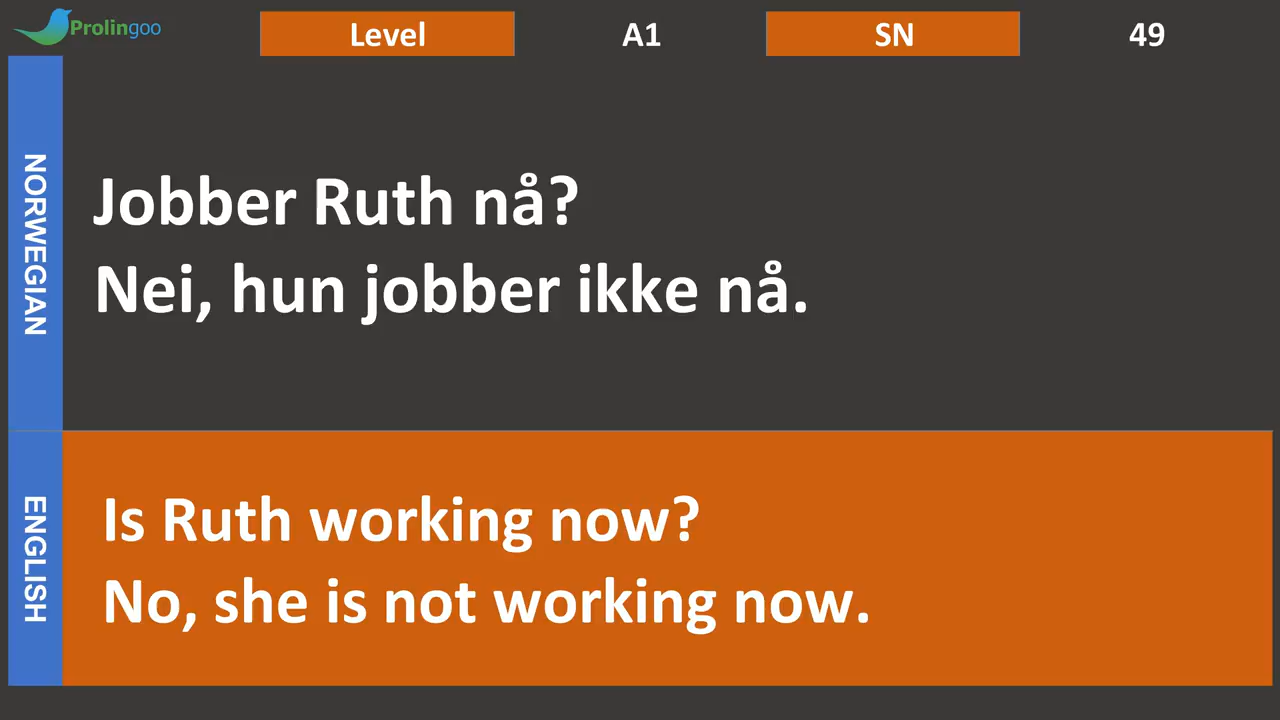 Prolingoo
Level A1 SN 49
NORWEGIAN
Jobber Ruth nå?
Nei, hun jobber ikke nå.
ENGLISH
Is Ruth working now?
No, she is not working now.